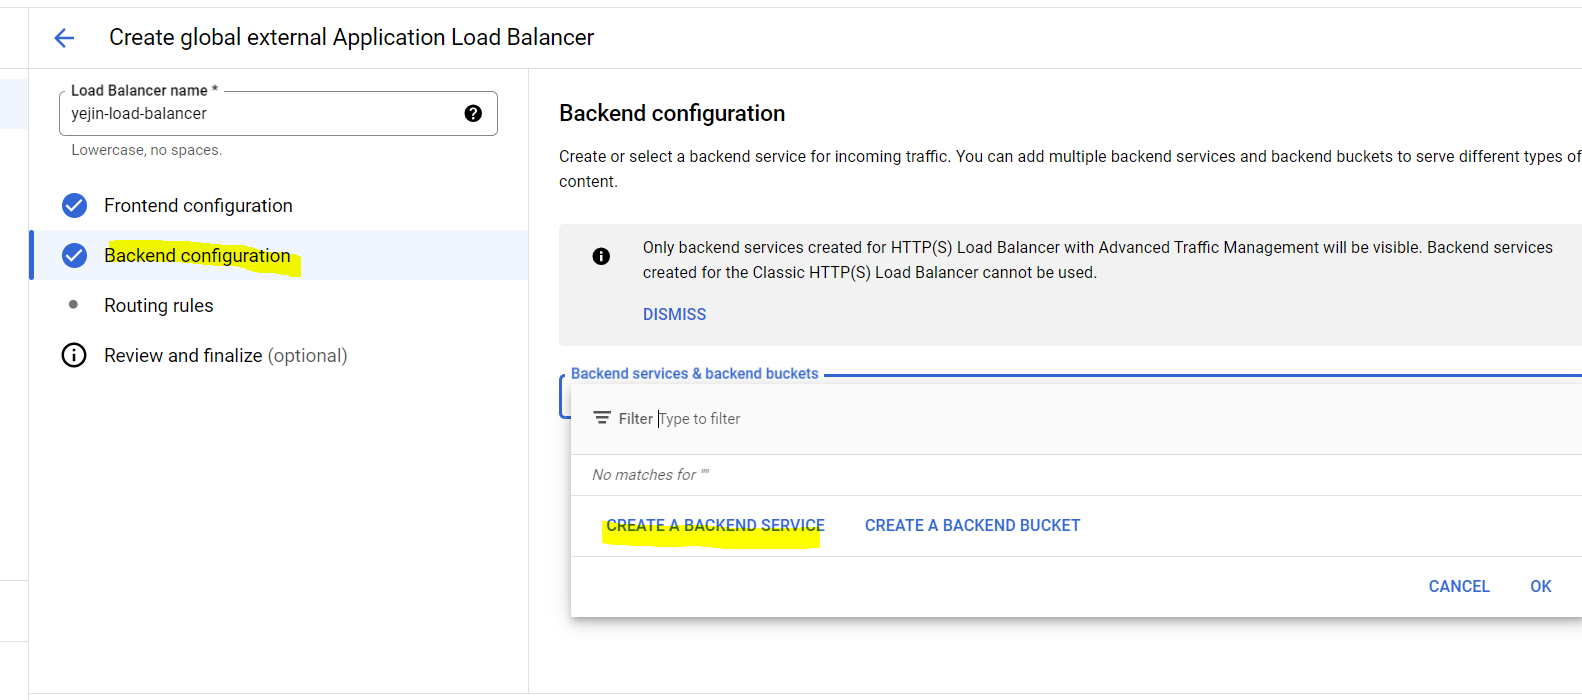 Create global external Application Load Balancer
Load Balancer name *
yejin-load-balancer
Lowercase, no spaces.
Frontend configuration
Backend configuration
Routing rules
Review and finalize (optional)
Backend configuration
Create or select a backend service for incoming traffic. You can add multiple backend services and backend buckets to serve different types of
content.
Only backend services created for HTTP(S) Load Balancer with Advanced Traffic Management will be visible. Backend services
created for the Classic HTTP(S) Load Balancer cannot be used.
DISMISS
Backend services & backend buckets
Filter Type to filter
No matches for ""
CREATE A BACKEND SERVICE CREATE A BACKEND BUCKET
CANCEL OK